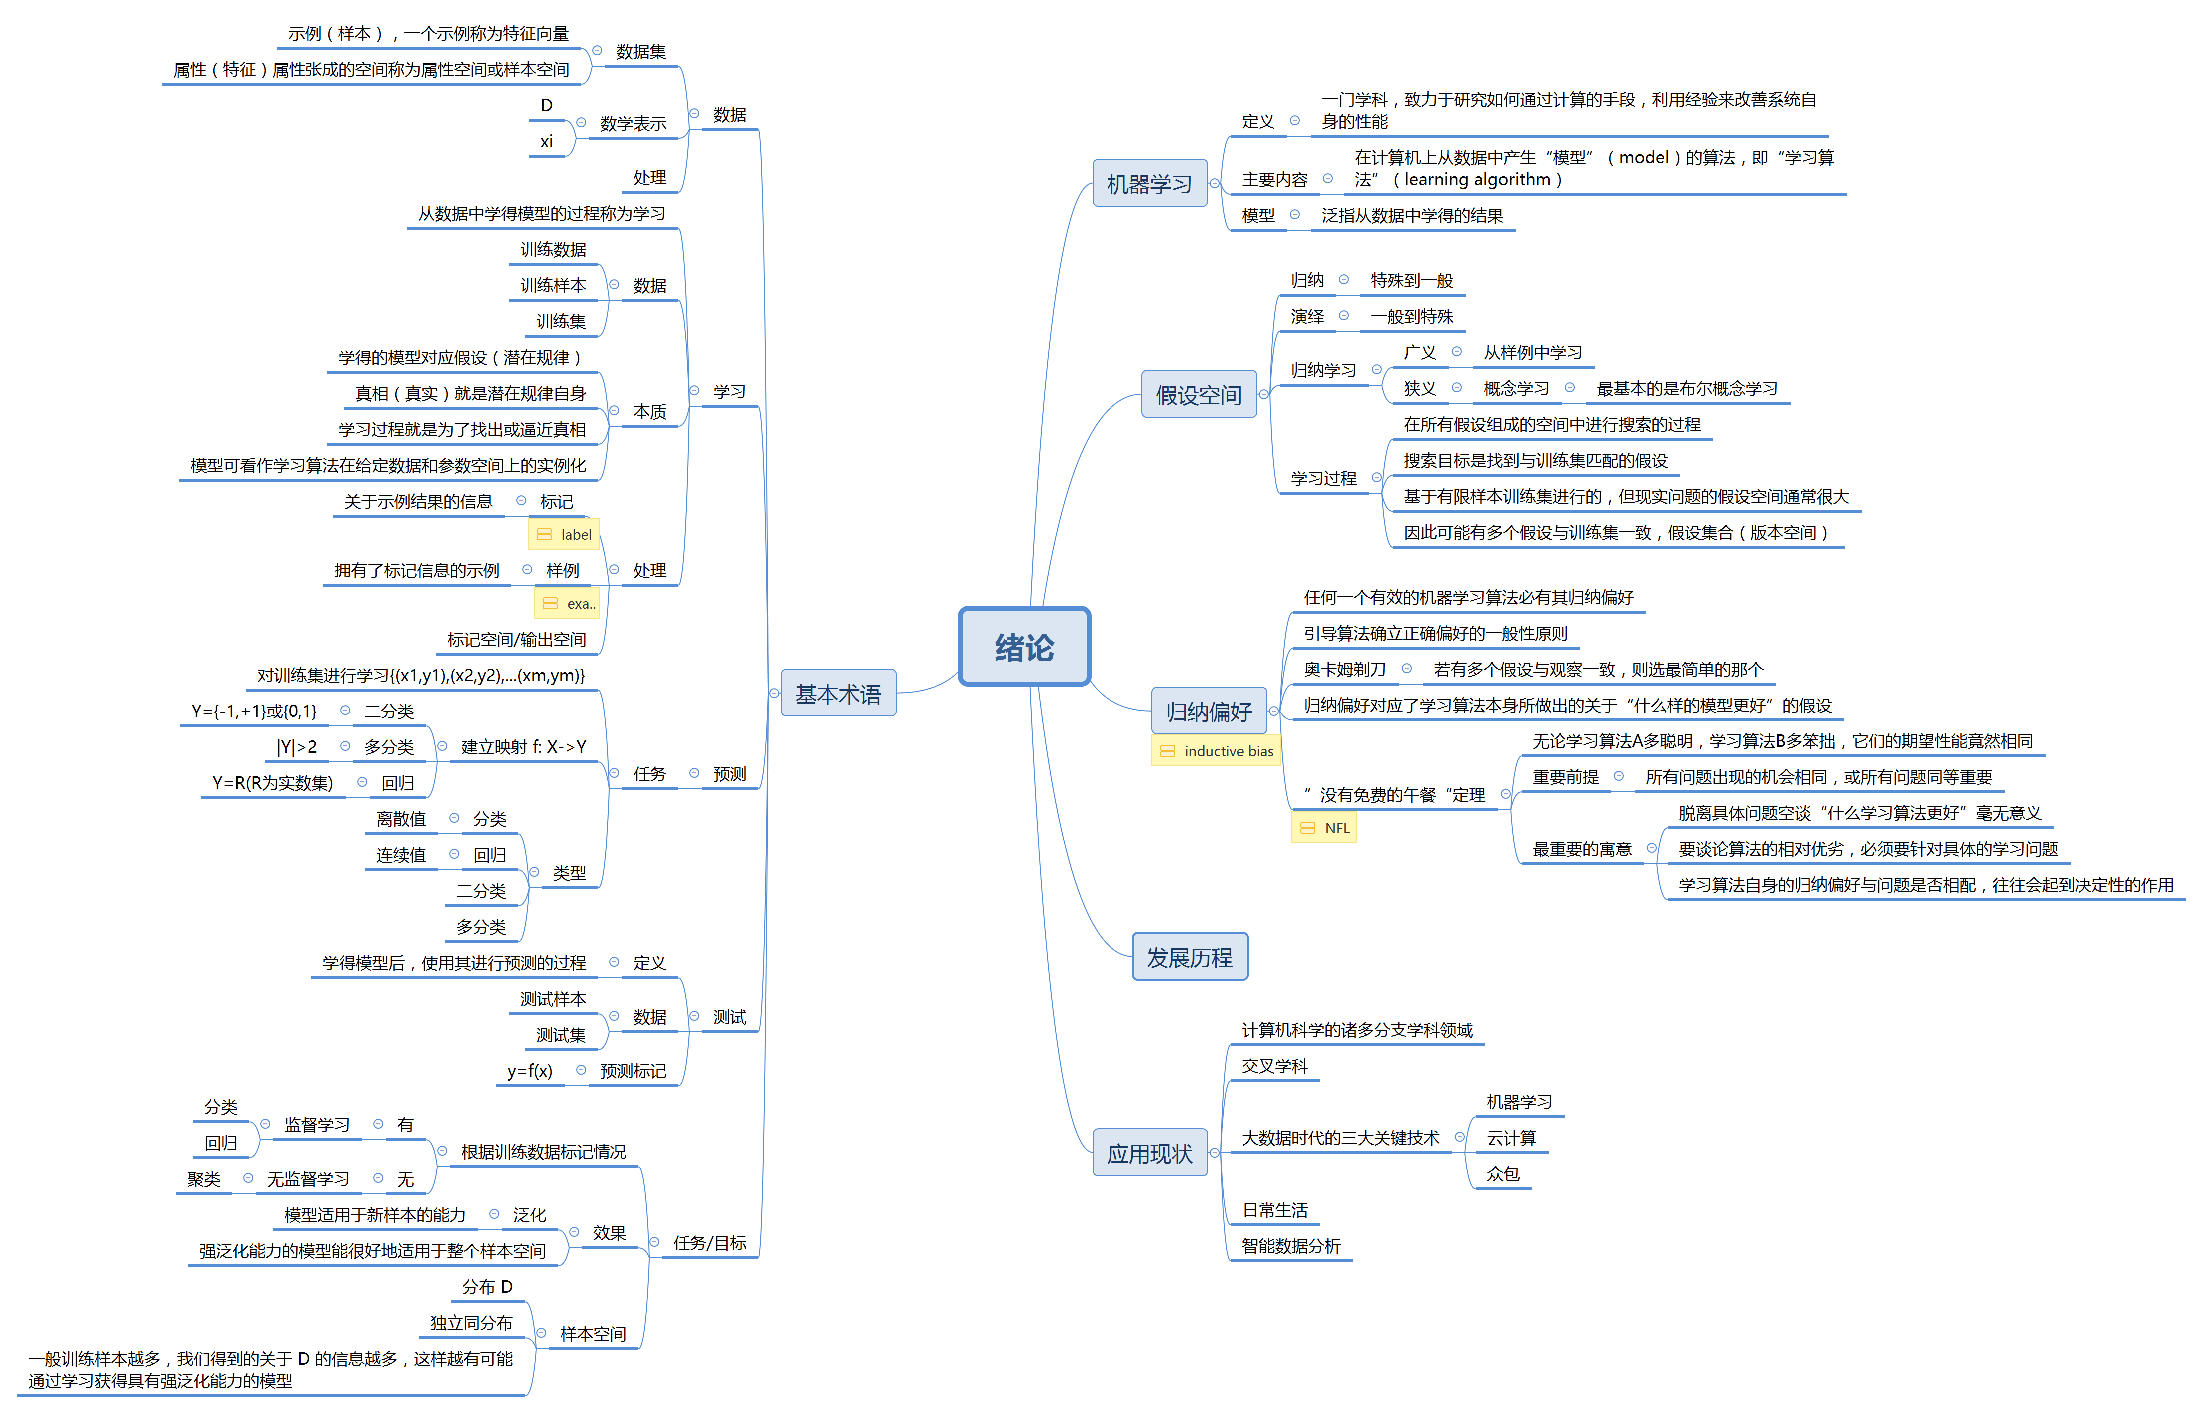 绪论
机器学习
定义
一门学科，致力于研究如何通过计算的手段，利用经验来改善系统自
身的性能
主要内容
在计算机上从数据中产生“模型”（model）的算法，即“学习算
法”（learning algorithm）
模型
泛指从数据中学得的结果
假设空间
归纳
特殊到一般
演绎
一般到特殊
归纳学习
广义
从样例中学习
狭义
概念学习
最基本的是布尔概念学习
学习过程
在所有假设组成的空间中进行搜索的过程
搜索目标是找到与训练集匹配的假设
基于有限样本训练集进行的，但现实问题的假设空间通常很大
因此可能有多个假设与训练集一致，假设集合（版本空间）
归纳偏好
inductive bias
任何一个有效的机器学习算法必有其归纳偏好
引导算法确立正确偏好的一般性原则
奥卡姆剃刀
若有多个假设与观察一致，则选最简单的那个
归纳偏好对应了学习算法本身所做出的关于“什么样的模型更好”的假设
”没有免费的午餐“定理
NFL
无论学习算法A多聪明，学习算法B多笨拙，它们的期望性能竟然相同
重要前提
所有问题出现的机会相同，或所有问题同等重要
最重要的寓意
脱离具体问题空谈“什么学习算法更好”毫无意义
要谈论算法的相对优劣，必须要针对具体的学习问题
学习算法自身的归纳偏好与问题是否相配，往往会起到决定性的作用
发展历程
应用现状
计算机科学的诸多分支学科领域
交叉学科
大数据时代的三大关键技术
机器学习
云计算
众包
日常生活
智能数据分析
基本术语
数据
数据集
示例（样本），一个示例称为特征向量
属性（特征）属性张成的空间称为属性空间或样本空间
数学表示
D
xi
处理
学习
从数据中学得模型的过程称为学习
数据
训练数据
训练样本
训练集
本质
学得的模型对应假设（潜在规律）
真相（真实）就是潜在规律自身
学习过程就是为了找出或逼近真相
模型可看作学习算法在给定数据和参数空间上的实例化
处理
标记
label
关于示例结果的信息
样例
exa..
拥有了标记信息的示例
标记空间/输出空间
预测
任务
对训练集进行学习{(x1,y1),(x2,y2),...(xm,ym)}
建立映射 f: X->Y
二分类
Y={-1,+1}或{0,1}
多分类
|Y|>2
回归
Y=R(R为实数集)
类型
分类
离散值
回归
连续值
二分类
多分类
测试
定义
学得模型后，使用其进行预测的过程
数据
测试样本
测试集
预测标记
y=f(x)
任务/目标
根据训练数据标记情况
有
监督学习
分类
回归
无
无监督学习
聚类
效果
泛化
模型适用于新样本的能力
强泛化能力的模型能很好地适用于整个样本空间
样本空间
分布 D
独立同分布
一般训练样本越多，我们得到的关于 D 的信息越多，这样越有可能
通过学习获得具有强泛化能力的模型